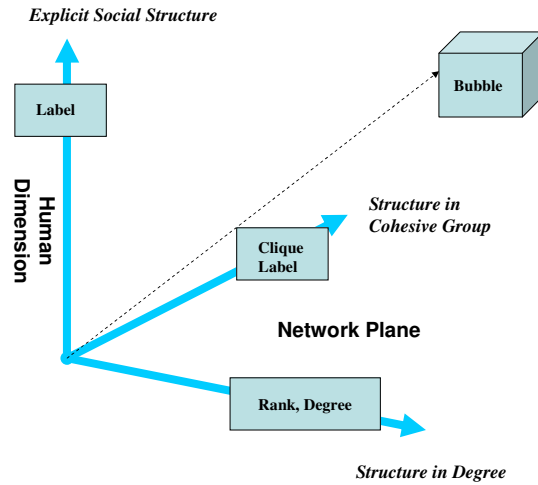 Explicit Social Structure
Label
Bubble
Human
Dimension
Structure in
Cohesive Group
Clique
Label
Network Plane
Rank, Degree
Structure in Degree